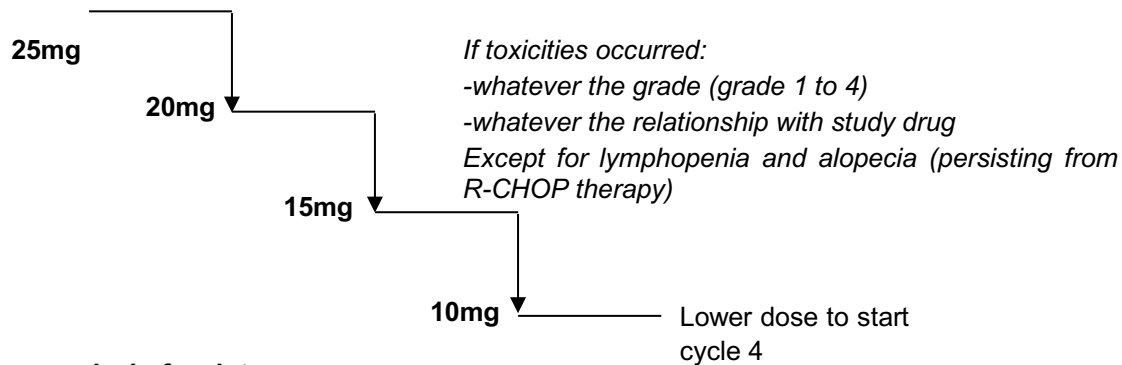 25mg
If toxicities occurred:
-whatever the grade (grade 1 to 4)
20mg
-whatever the relationship with study drug
Except for lymphopenia and alopecia (persisting from
R-CHOP therapy)
15mg
10mg
Lower dose to start
cycle 4